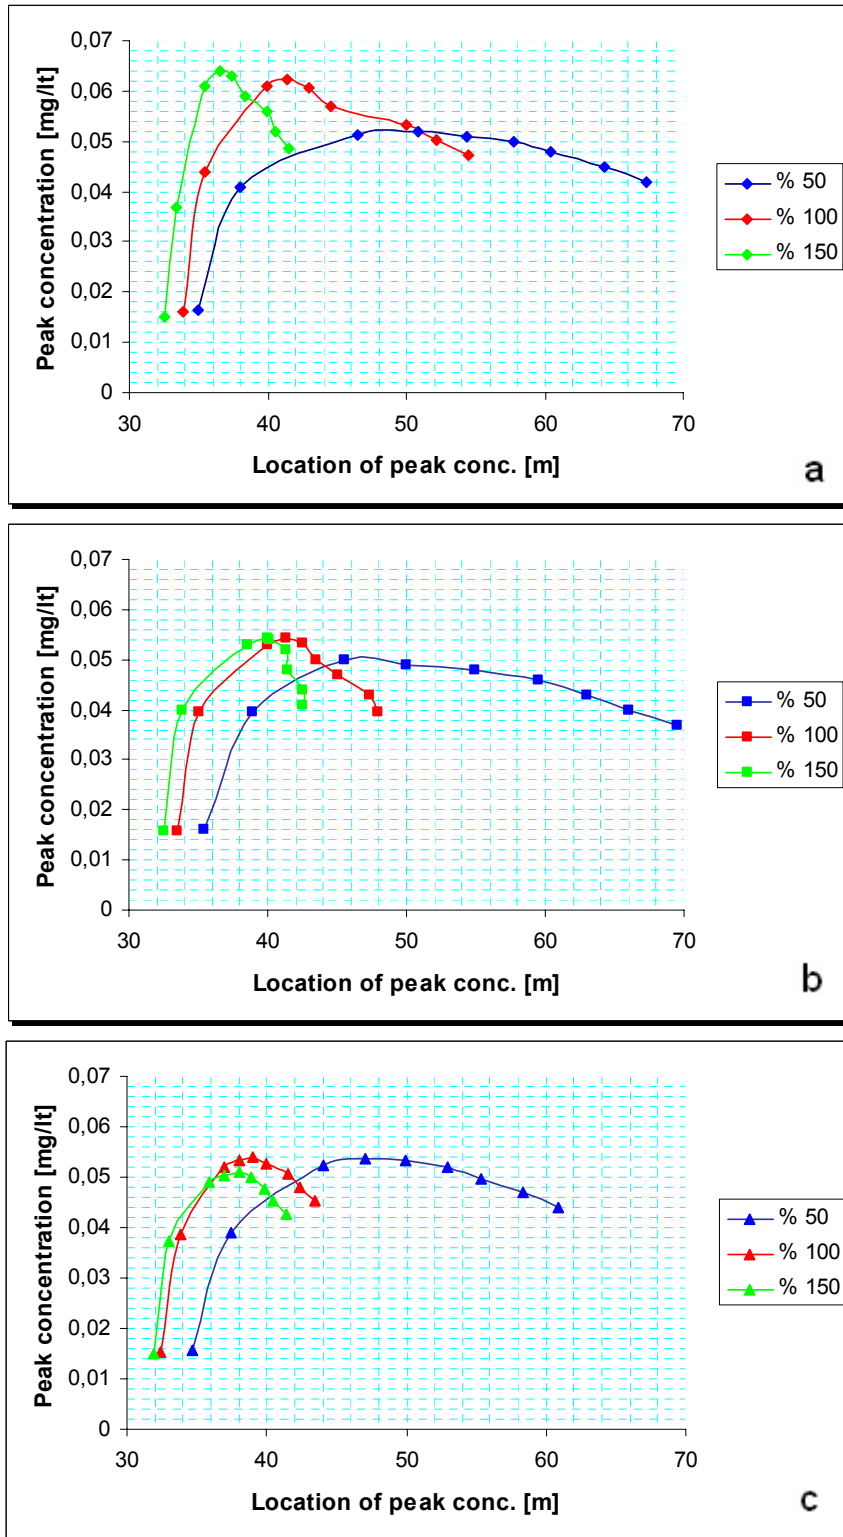 0,07
0,06
0,05
0,04
0,03
0,02
0,01
0
Peak concentration [mg/lt]
30 40 50 60 70
Location of peak conc. [m]
% 50
% 100
% 150
a
0,07
0,06
0,05
0,04
0,03
0,02
0,01
0
Peak concentration [mg/lt]
30 40 50 60 70
Location of peak conc. [m]
% 50
% 100
% 150
b
0,07
0,06
0,05
0,04
0,03
0,02
0,01
0
Peak concentration [mg/lt]
30 40 50 60 70
Location of peak conc. [m]
% 50
% 100
% 150
c